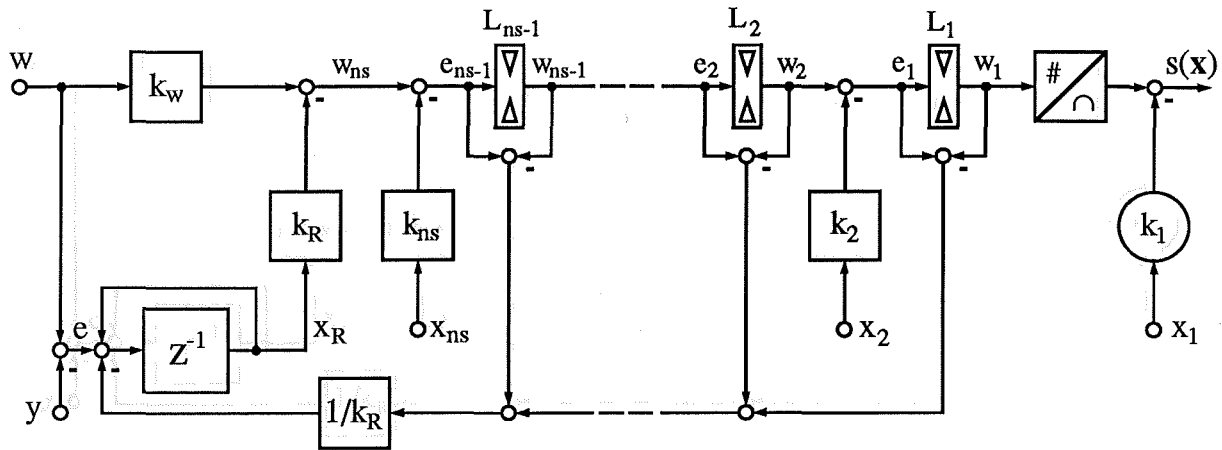 L_ns-1
L_2
L_1
w
k_w
w_ns
e_ns-1
w_ns-1
e_2
w_2
e_1
w_1
#
∩
s(x)
-
-
-
-
-
-
-
k_R
k_ns
k_2
k_1
e
z^-1
x_R
x_ns
x_2
x_1
-
-
y
1/k_R